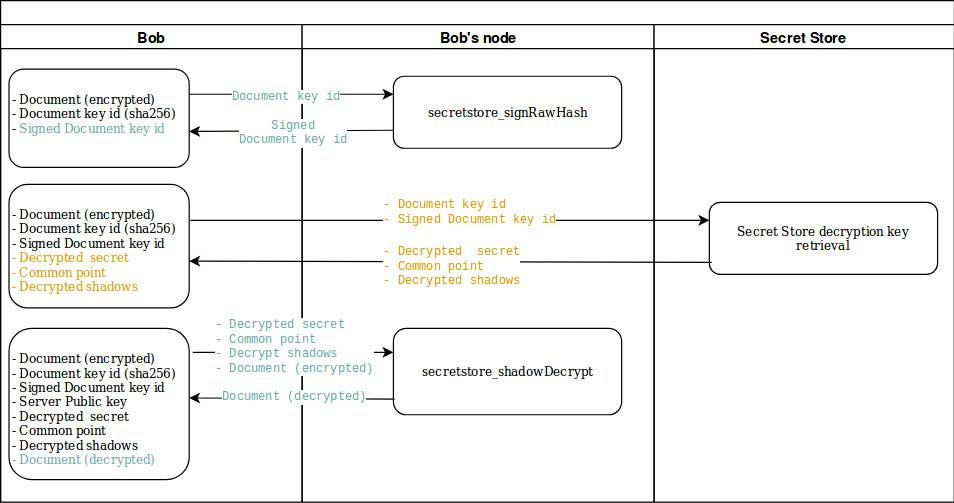 Bob
Bob's node
Secret Store
- Document (encrypted)
- Document key id (sha256)
- Signed Document key id
Document key id
Signed
Document key id
secretstore_signRawHash
- Document (encrypted)
- Document key id (sha256)
- Signed Document key id
- Decrypted secret
- Common point
- Decrypted shadows
- Document key id
- Signed Document key id
- Decrypted secret
- Common point
- Decrypted shadows
Secret Store decryption key
retrieval
- Document (encrypted)
- Document key id (sha256)
- Signed Document key id
- Server Public key
- Decrypted secret
- Common point
- Decrypted shadows
- Document (decrypted)
- Decrypted secret
- Common point
- Decrypt shadows
- Document (encrypted)
Document (decrypted)
secretstore_shadowDecrypt